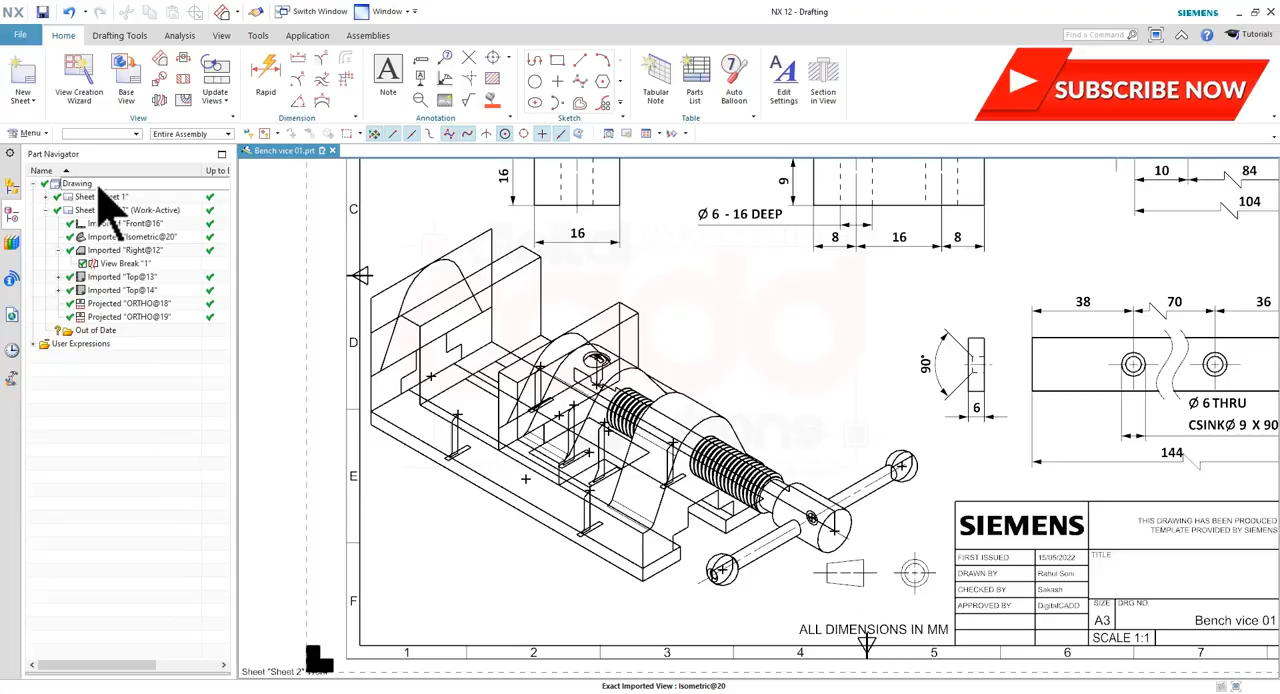 NX
Switch Window
Window
NX 12 - Drafting
SIEMENS
File
Home
Drafting Tools
Analysis
View
Tools
Application
Assemblies
Find a Command
Tutorials
New Sheet
View Creation Wizard
Base View
Update Views
Rapid
Note
Tabular Note
Parts List
Auto Balloon
Edit Settings
Section in View
View
Dimension
Annotation
Sketch
Table
SUBSCRIBE NOW
Menu
Entire Assembly
Part Navigator
Bench vice 01.prt
Name
Up to D
Drawing
Sheet
1"
Sheet
(Work-Active)
Imported "Front@16"
Imported "Isometric@20"
Imported "Right@12"
View Break "1"
Imported "Top@13"
Imported "Top@14"
Projected "ORTHO@18"
Projected "ORTHO@19"
Out of Date
User Expressions
C
D
E
F
16
16
9
Ø 6 - 16 DEEP
8
16
8
10
84
104
38
70
36
90°
6
Ø 6 THRU
CSINKØ 9 X 90
144
SIEMENS
THIS DRAWING HAS BEEN PRODUCED
TEMPLATE PROVIDED BY SIEMENS
FIRST ISSUED
15/05/2022
TITLE
DRAWN BY
Rahul Soni
CHECKED BY
Sakash
APPROVED BY
DigitalCADD
SIZE
DRG NO.
A3
Bench vice 01
SCALE 1:1
ALL DIMENSIONS IN MM
1
2
3
4
5
6
7
Sheet "Sheet 2"
Exact Imported View : Isometric@20